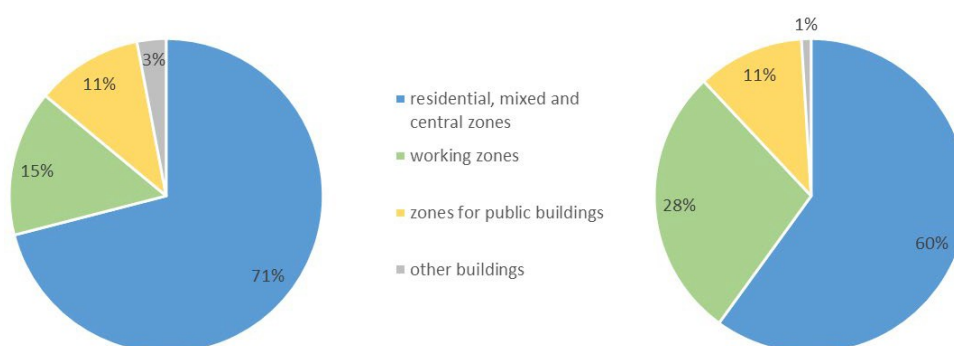 3%
11%
15%
71%
residential, mixed and
central zones
working zones
zones for public buildings
other buildings
1%
11%
28%
60%